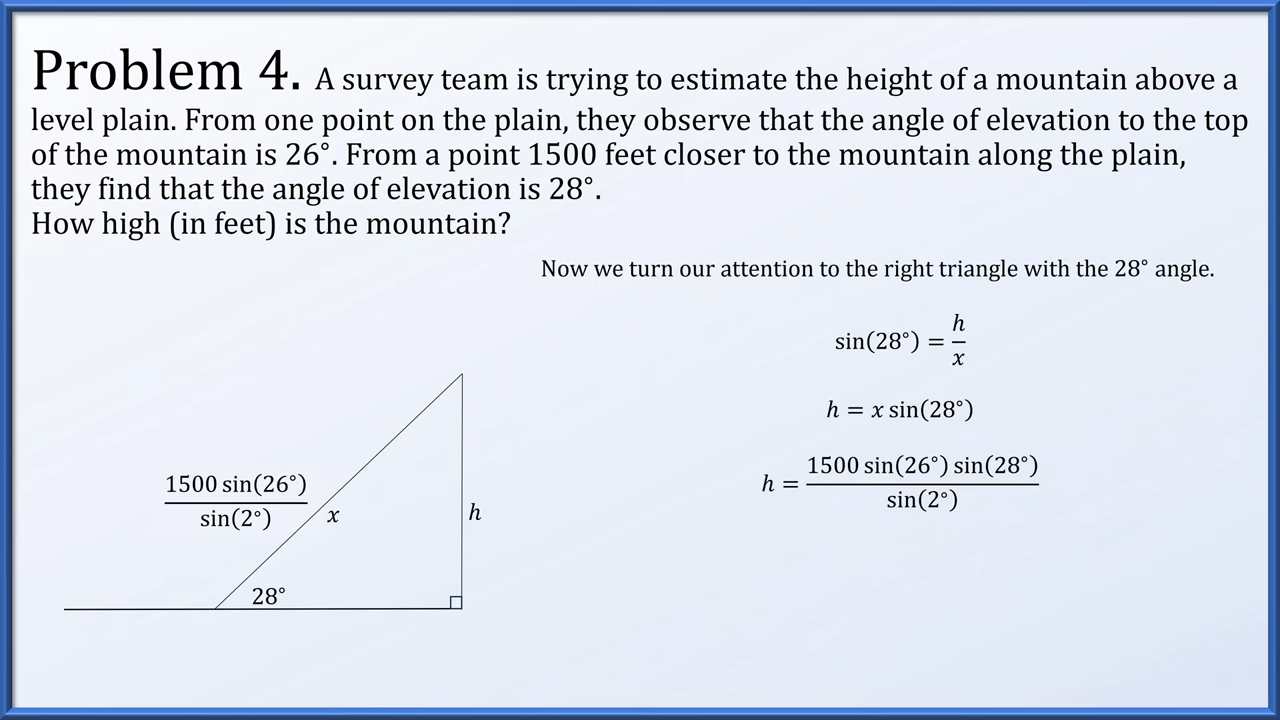 Problem 4. A survey team is trying to estimate the height of a mountain above a
level plain. From one point on the plain, they observe that the angle of elevation to the top
of the mountain is 26°. From a point 1500 feet closer to the mountain along the plain,
they find that the angle of elevation is 28°.
How high (in feet) is the mountain?
Now we turn our attention to the right triangle with the 28° angle.
sin(28°) = h/x
h = x sin(28°)
h = 1500 sin(26°) sin(28°) / sin(2°)
1500 sin(26°) / sin(2°)
x
h
28°